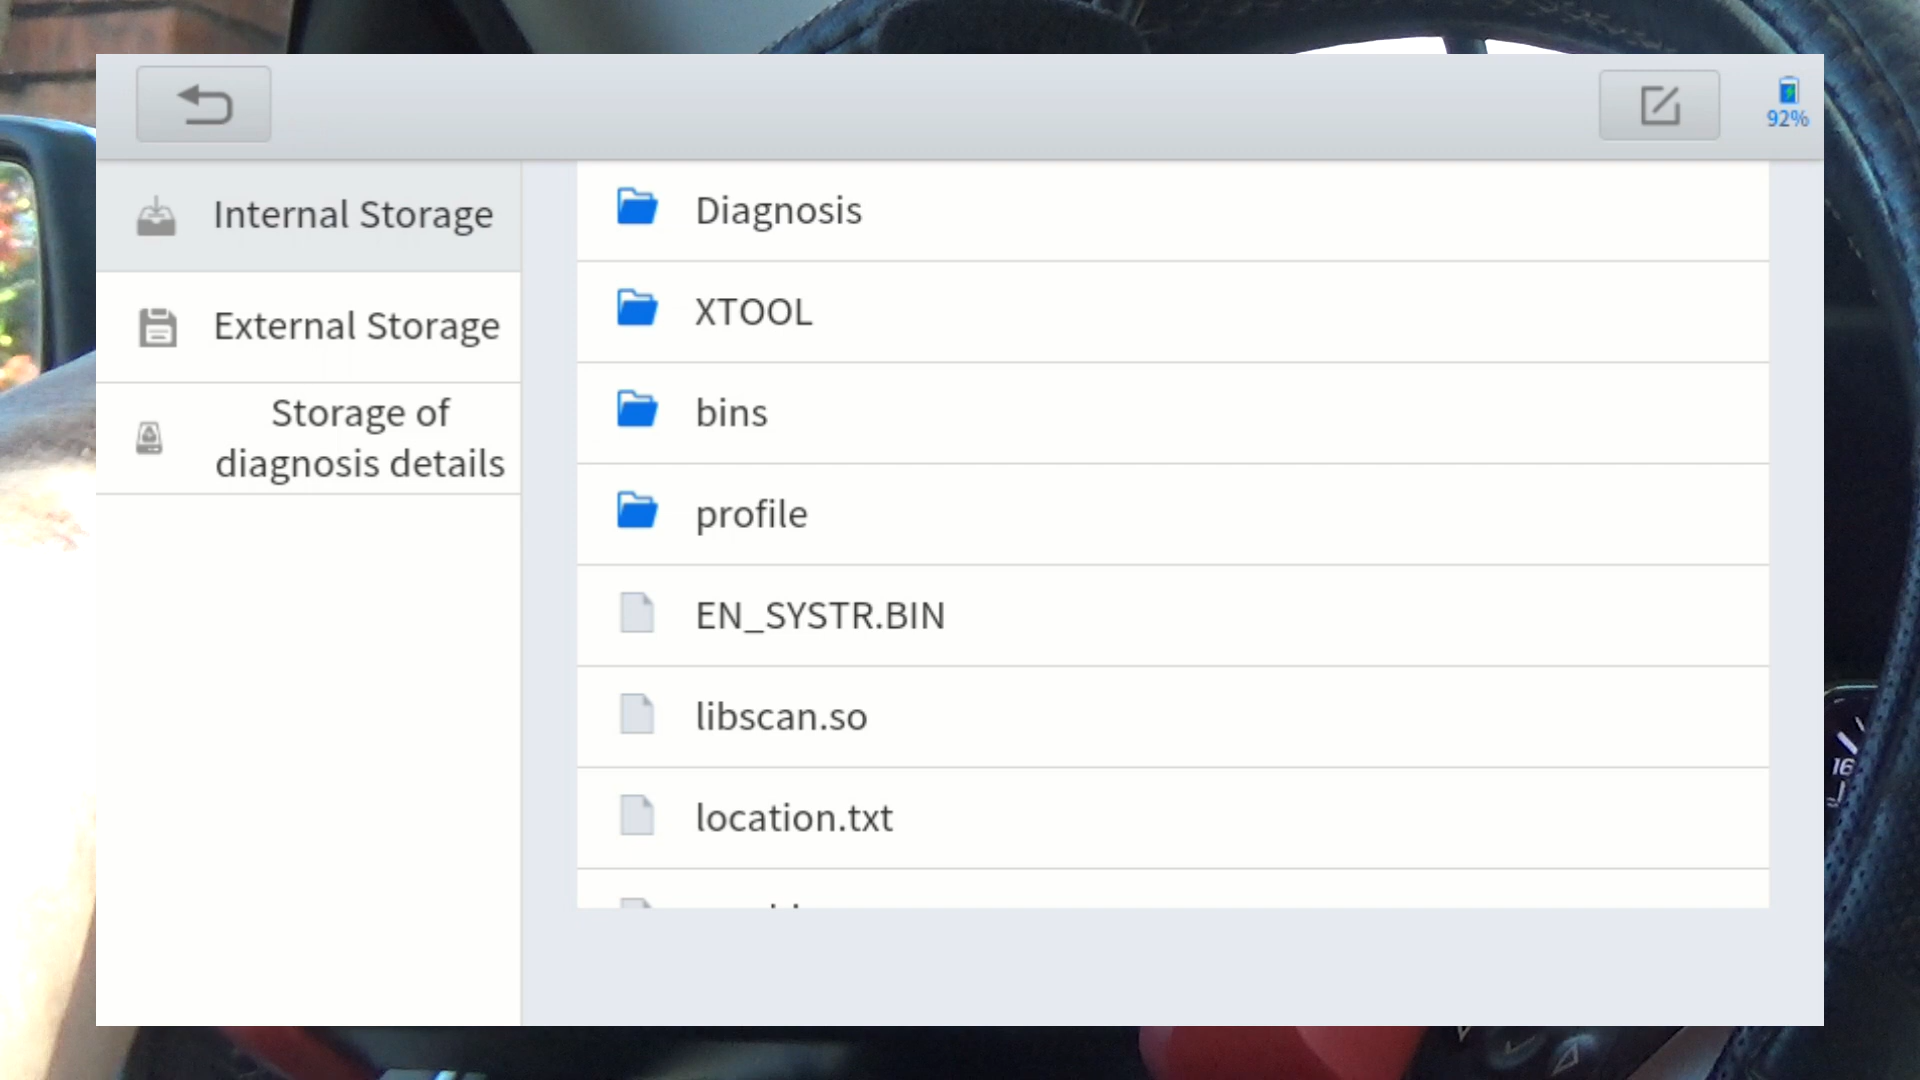 92%
Internal Storage
External Storage
Storage of
diagnosis details
Diagnosis
XTOOL
bins
profile
EN_SYSTR.BIN
libscan.so
location.txt
16